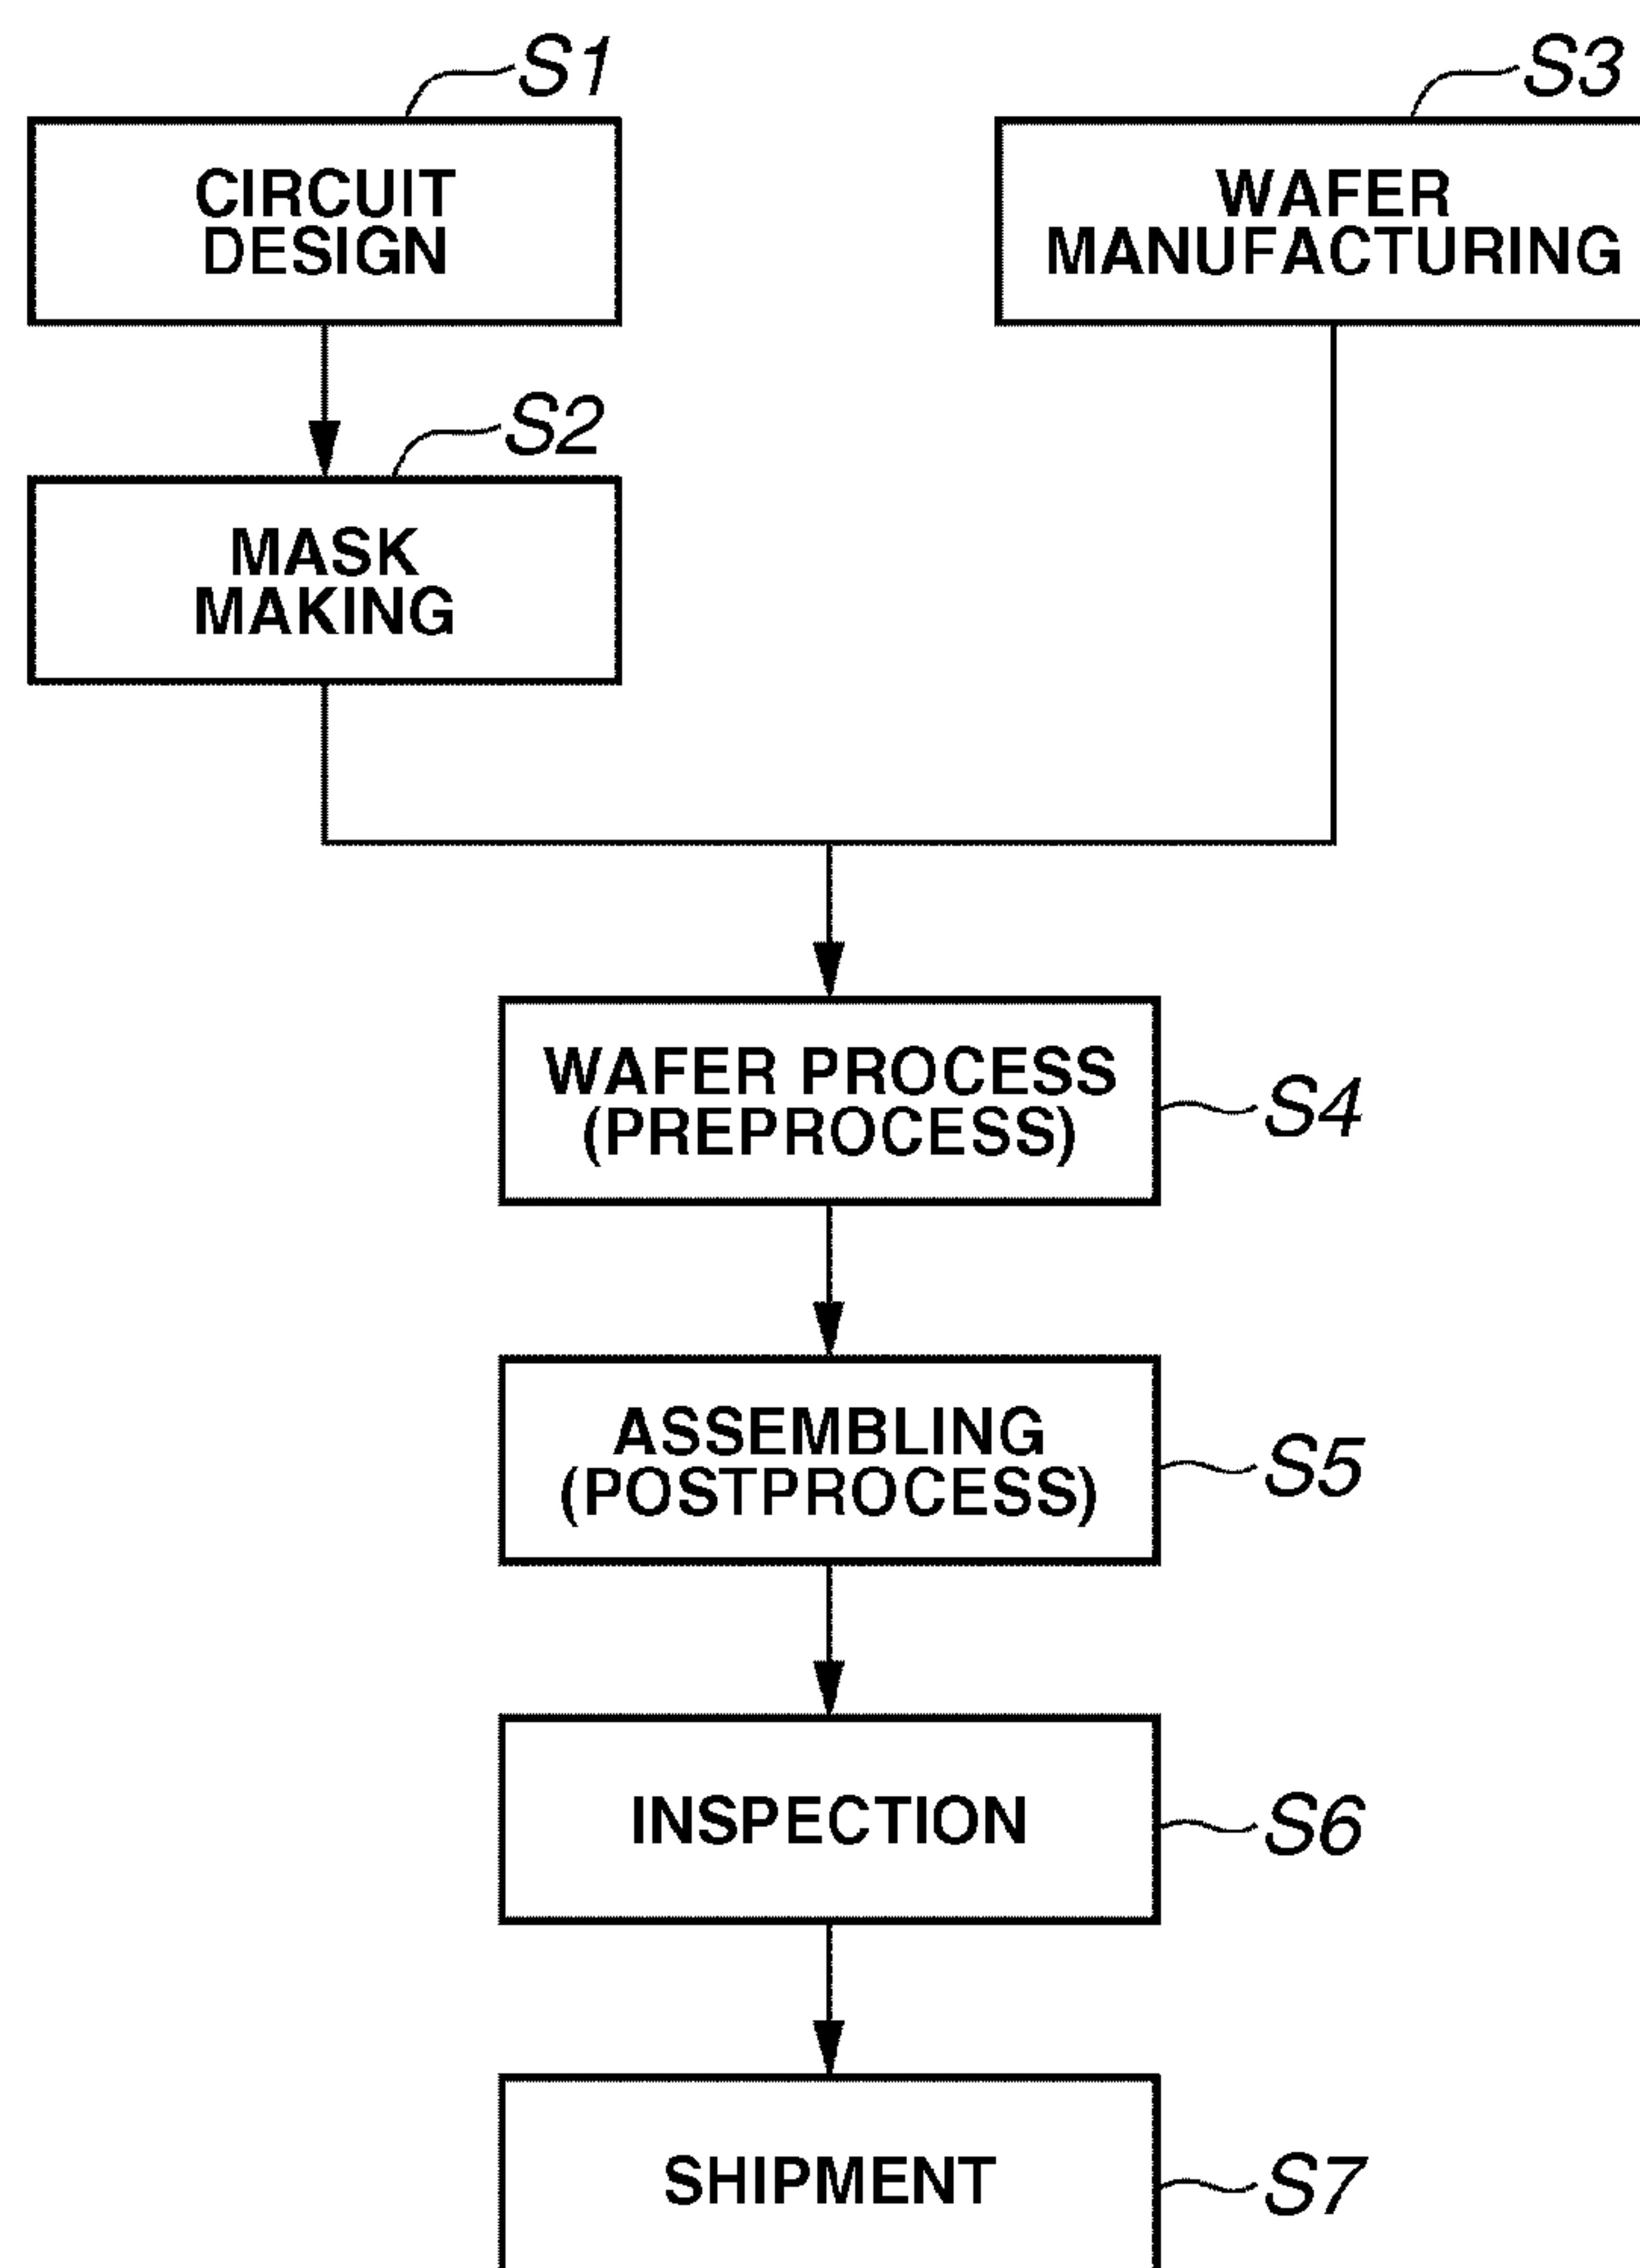 S1
CIRCUIT
DESIGN
S3
WAFER
MANUFACTURING
S2
MASK
MAKING
WAFER PROCESS
(PREPROCESS)
S4
ASSEMBLING
(POSTPROCESS)
S5
INSPECTION
S6
SHIPMENT
S7